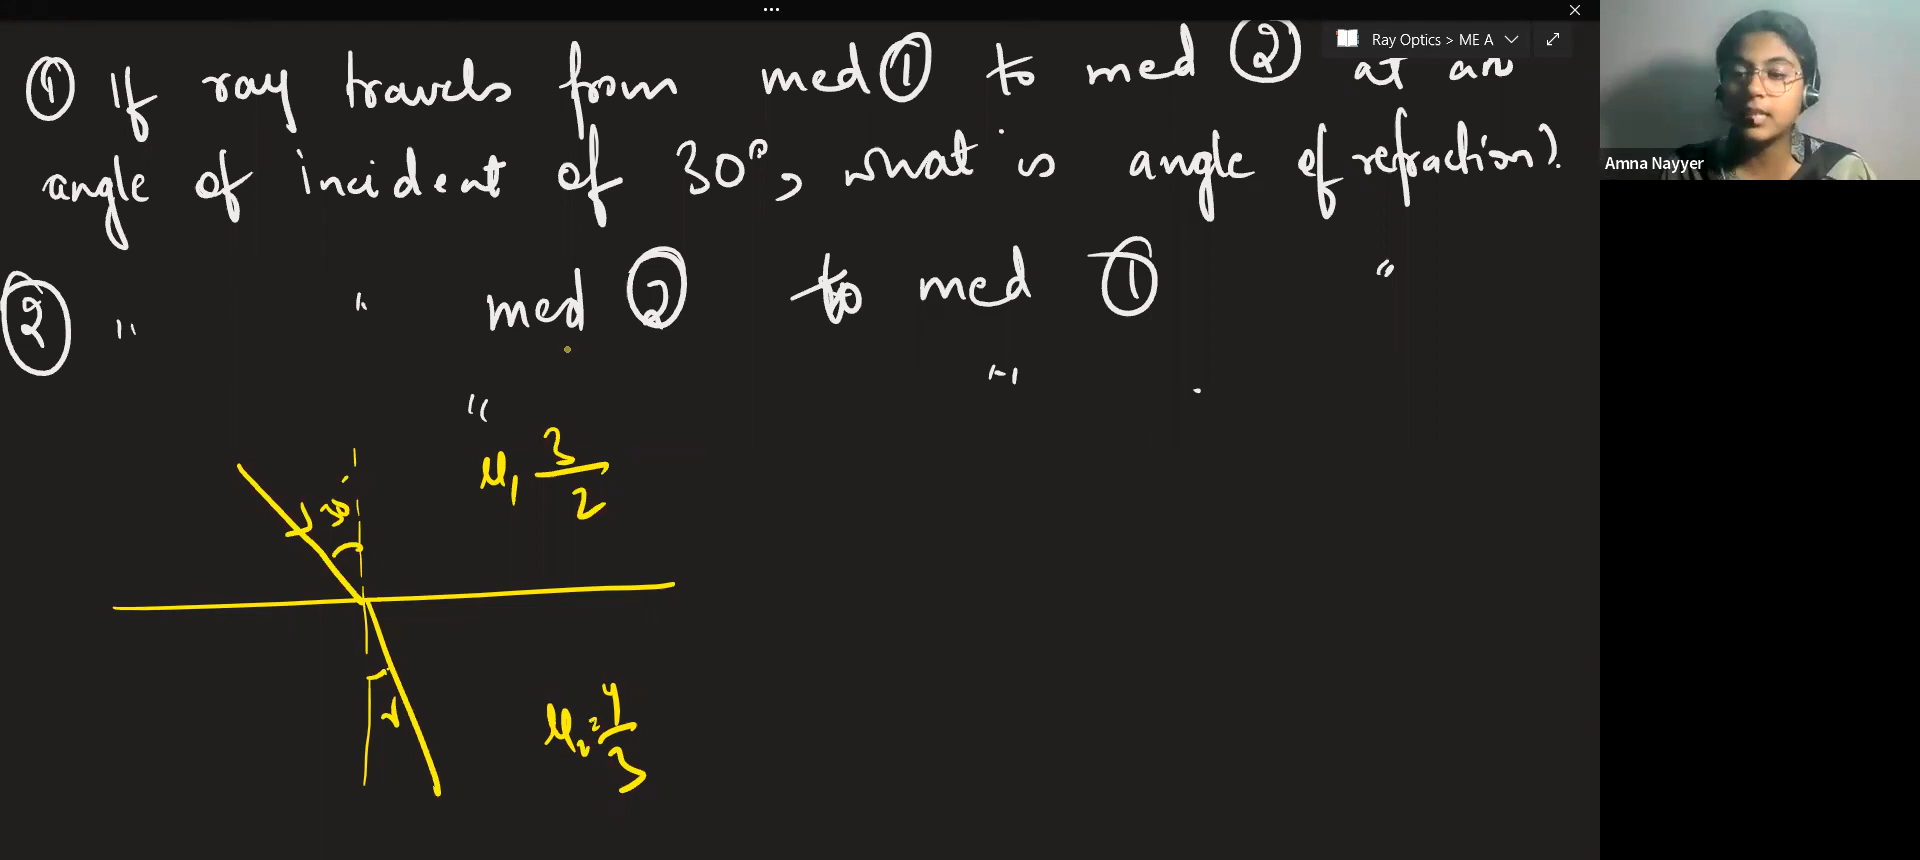 Ray Optics > ME A
① If ray travels from med ① to med ② at an
angle of incident of 30°, what is angle of refraction?
② " " med ② to med ① "
" "
μ₁ 3/2
30°
r
μ₂ = 4/3
Amna Nayyer